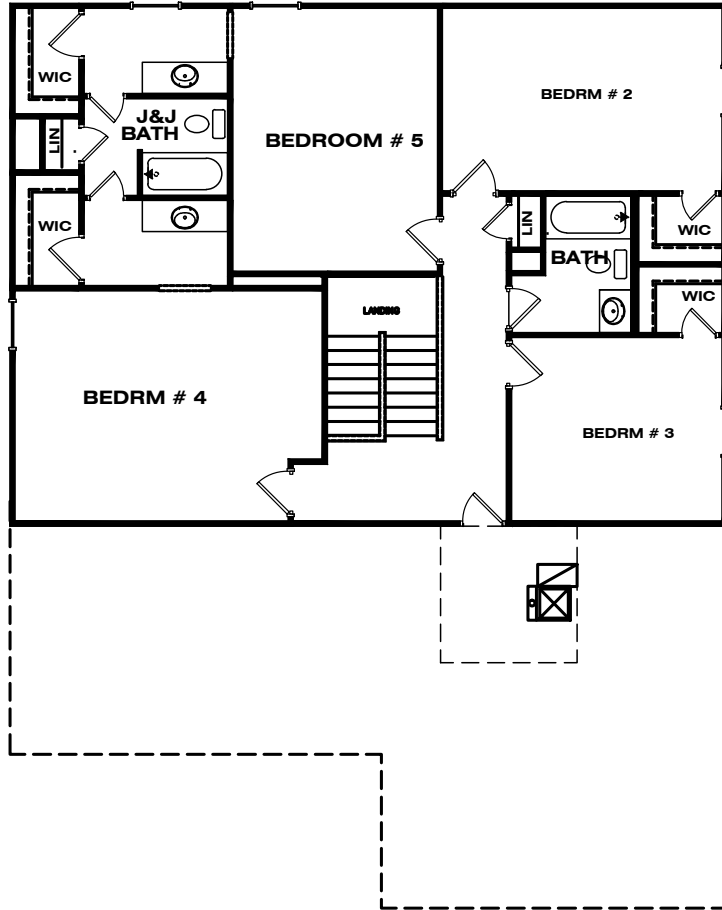 WIC
BEDRM # 2
J&J
BATH
LIN
BEDROOM # 5
WIC
LIN
WIC
BATH
WIC
LANDING
BEDRM # 4
BEDRM # 3